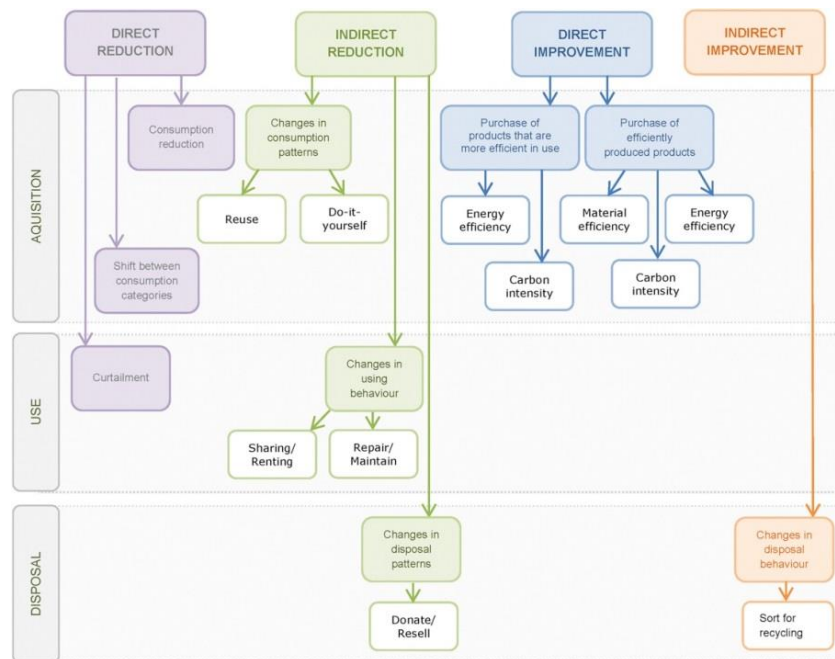 DIRECT
REDUCTION
INDIRECT
REDUCTION
DIRECT
IMPROVEMENT
INDIRECT
IMPROVEMENT
AQUISITION
Consumption
reduction
Changes in
consumption
patterns
Purchase of
products that are
more efficient in use
Purchase of
efficiently
produced products
Reuse
Do-it-
yourself
Energy
efficiency
Material
efficiency
Energy
efficiency
Shift between
consumption
categories
Carbon
intensity
Carbon
intensity
USE
Curtailment
Changes in
using
behaviour
Sharing/
Renting
Repair/
Maintain
DISPOSAL
Changes in
disposal
patterns
Changes in
disposal
behaviour
Donate/
Resell
Sort for
recycling